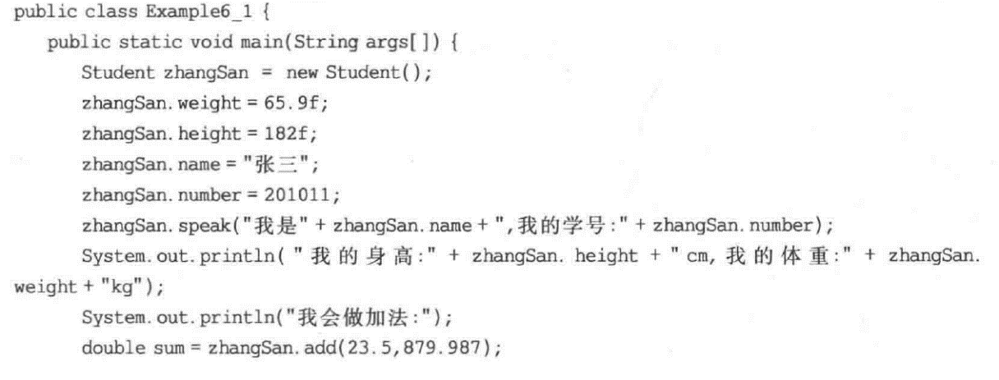 public class Example6_1 {
public static void main(String args[]) {
Student zhangSan = new Student();
zhangSan.weight = 65.9f;
zhangSan.height = 182f;
zhangSan.name = "张三";
zhangSan.number = 201011;
zhangSan.speak("我是" + zhangSan.name + ",我的学号:" + zhangSan.number);
System.out.println( "我的身高:" + zhangSan. height + "cm,我的体重:" + zhangSan.
weight + "kg");
System.out.println("我会做加法:");
double sum = zhangSan.add(23.5,879.987);